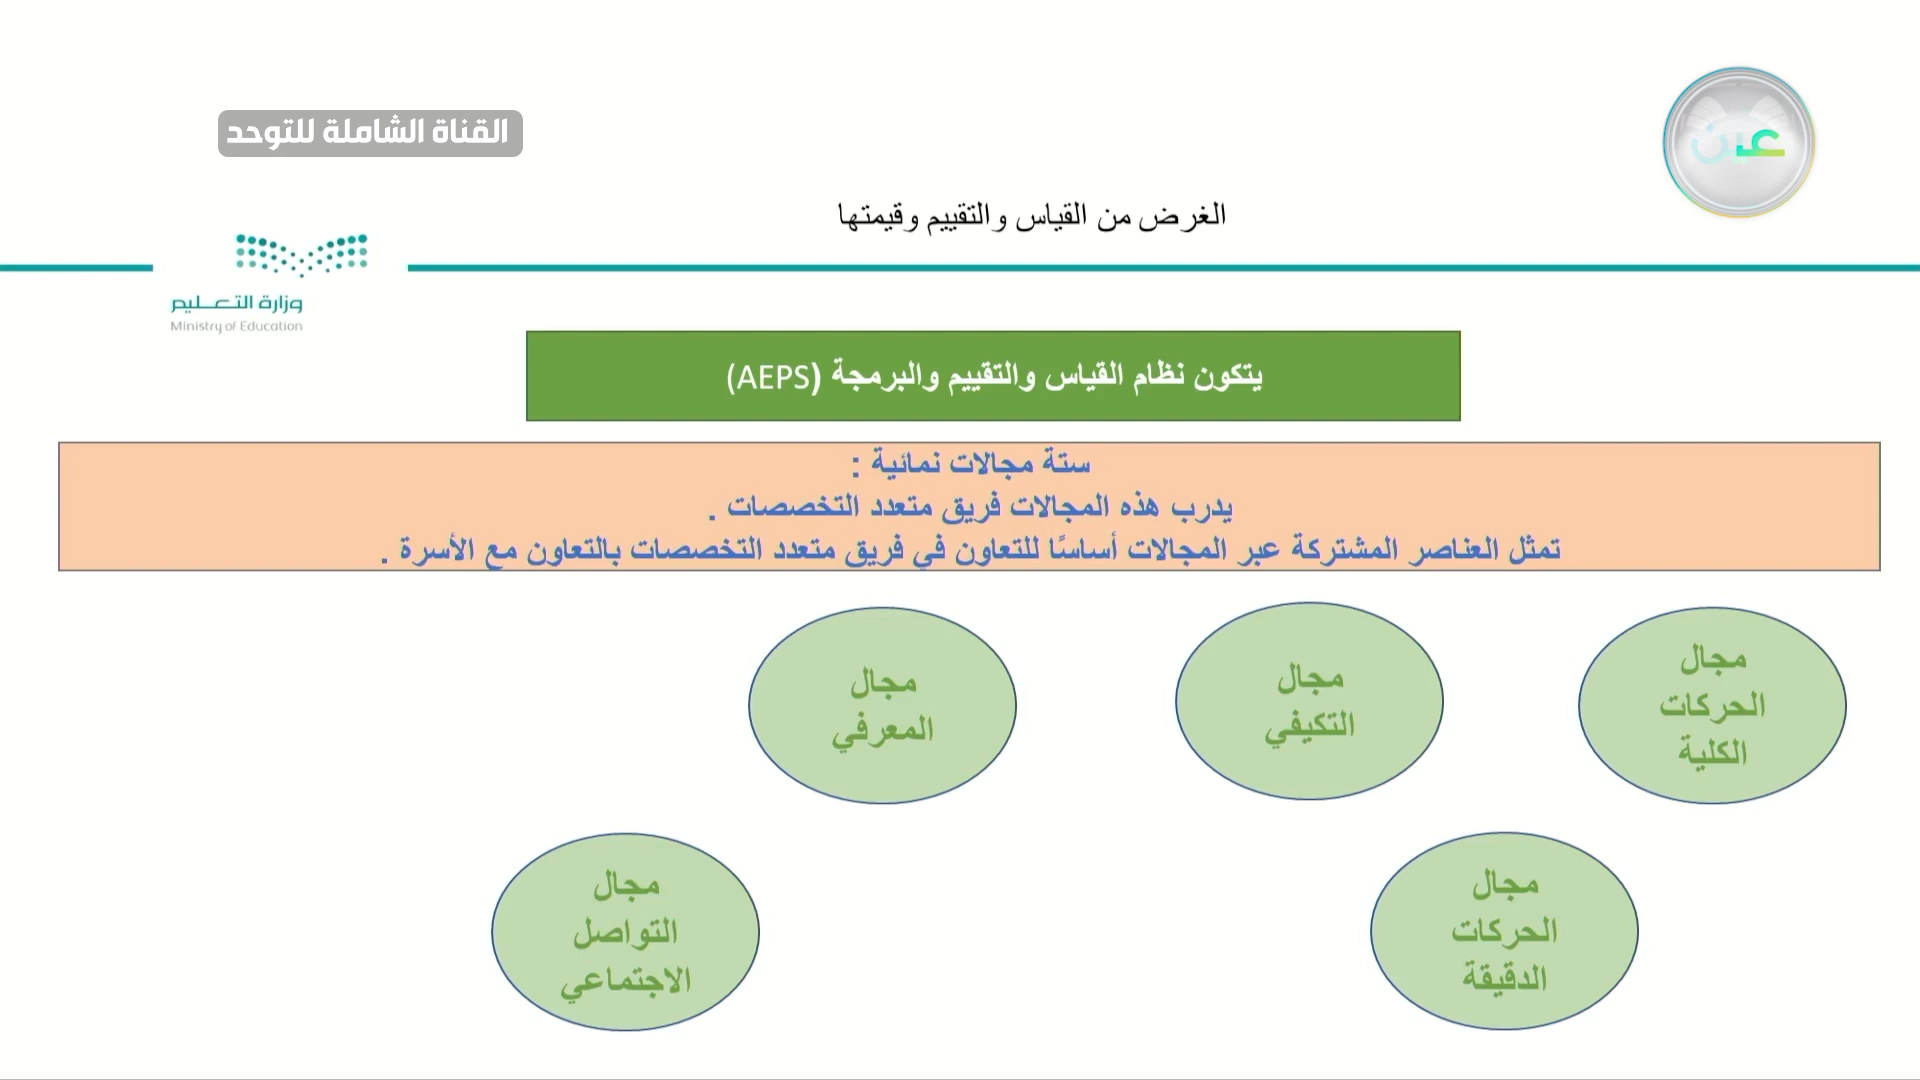 القناة الشاملة للتوحد
عين
الغرض من القياس والتقييم وقيمتها
وزارة التعليم
Ministry of Education
يتكون نظام القياس والتقييم والبرمجة (AEPS)
ستة مجالات نمائية :
يدرب هذه المجالات فريق متعدد التخصصات .
تمثل العناصر المشتركة عبر المجالات أساسًا للتعاون في فريق متعدد التخصصات بالتعاون مع الأسرة .
مجال
الحركات
الكلية
مجال
التكيفي
مجال
المعرفي
مجال
الحركات
الدقيقة
مجال
التواصل
الاجتماعي